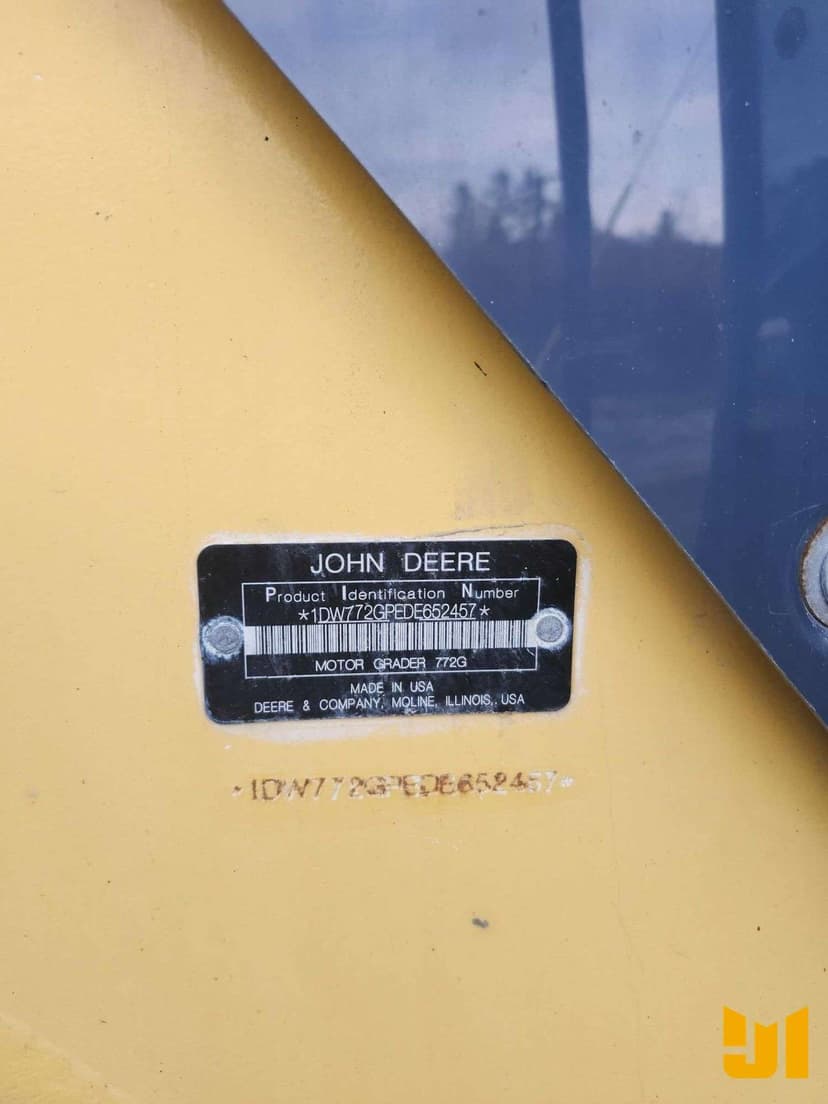 JOHN DEERE
Product Identification Number
*1DW772GPEDE652457*
MOTOR GRADER 772G
MADE IN USA
DEERE & COMPANY, MOLINE, ILLINOIS, USA
*1DW772GPEDE652457*